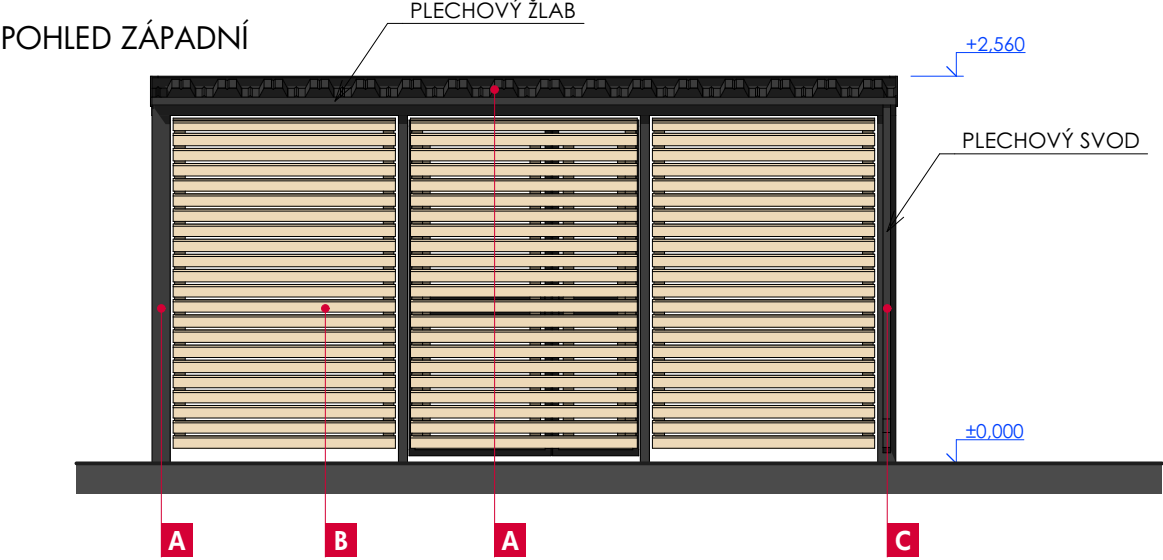 PLECHOVÝ ŽLAB
POHLED ZÁPADNÍ
+2,560
PLECHOVÝ SVOD
±0,000
A
B
A
C